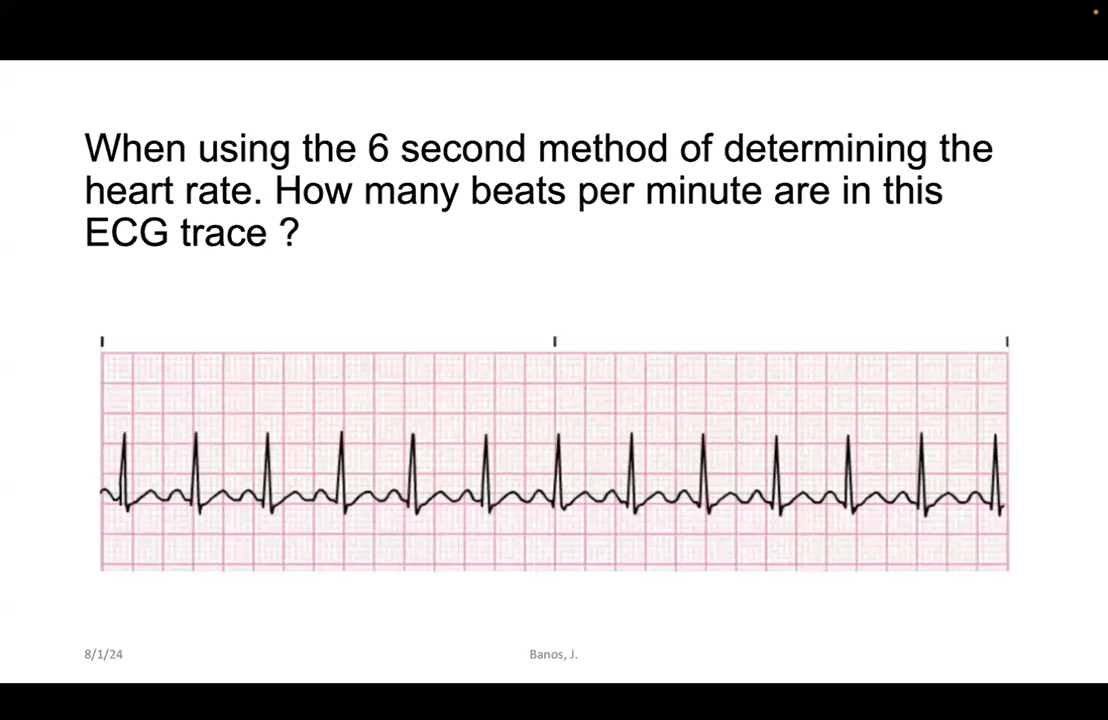 When using the 6 second method of determining the
heart rate. How many beats per minute are in this
ECG trace ?
8/1/24
Banos, J.